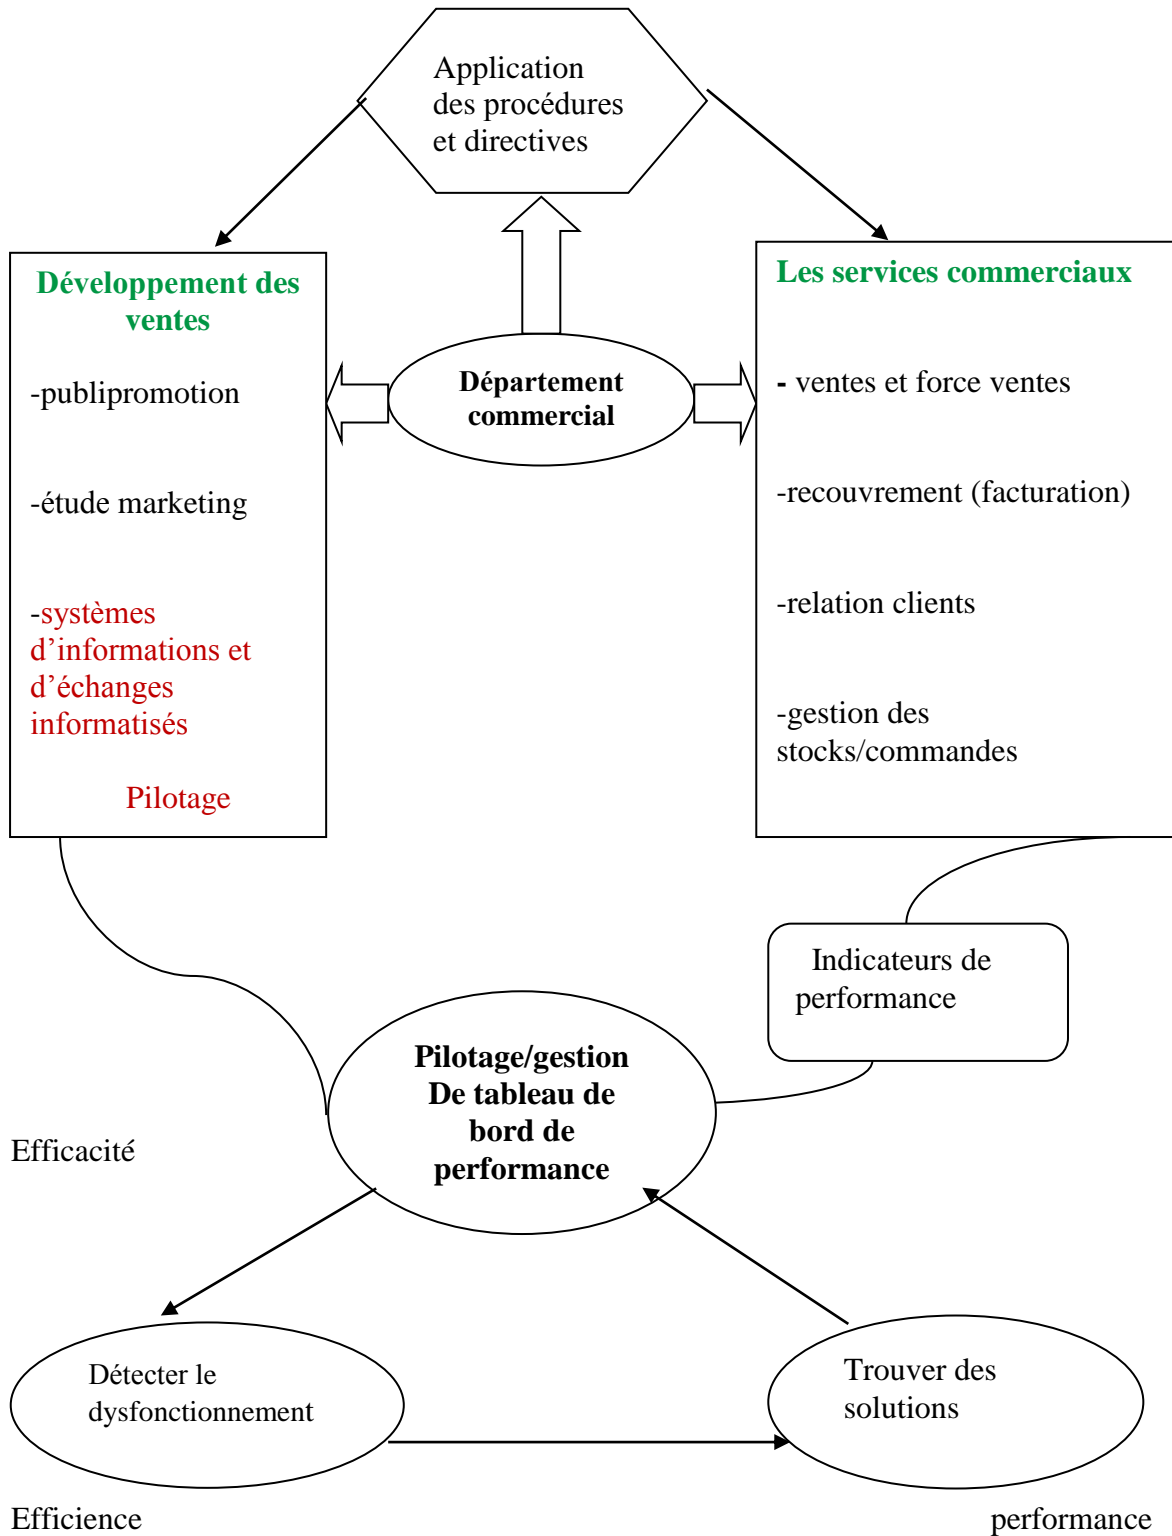 Application
des procédures
et directives
Développement des
ventes
-publipromotion
-étude marketing
-systèmes
d’informations et
d’échanges
informatisés
Pilotage
Département
commercial
Les services commerciaux
- ventes et force ventes
-recouvrement (facturation)
-relation clients
-gestion des
stocks/commandes
Indicateurs de
performance
Pilotage/gestion
De tableau de
bord de
performance
Efficacité
Détecter le
dysfonctionnement
Trouver des
solutions
Efficience
performance